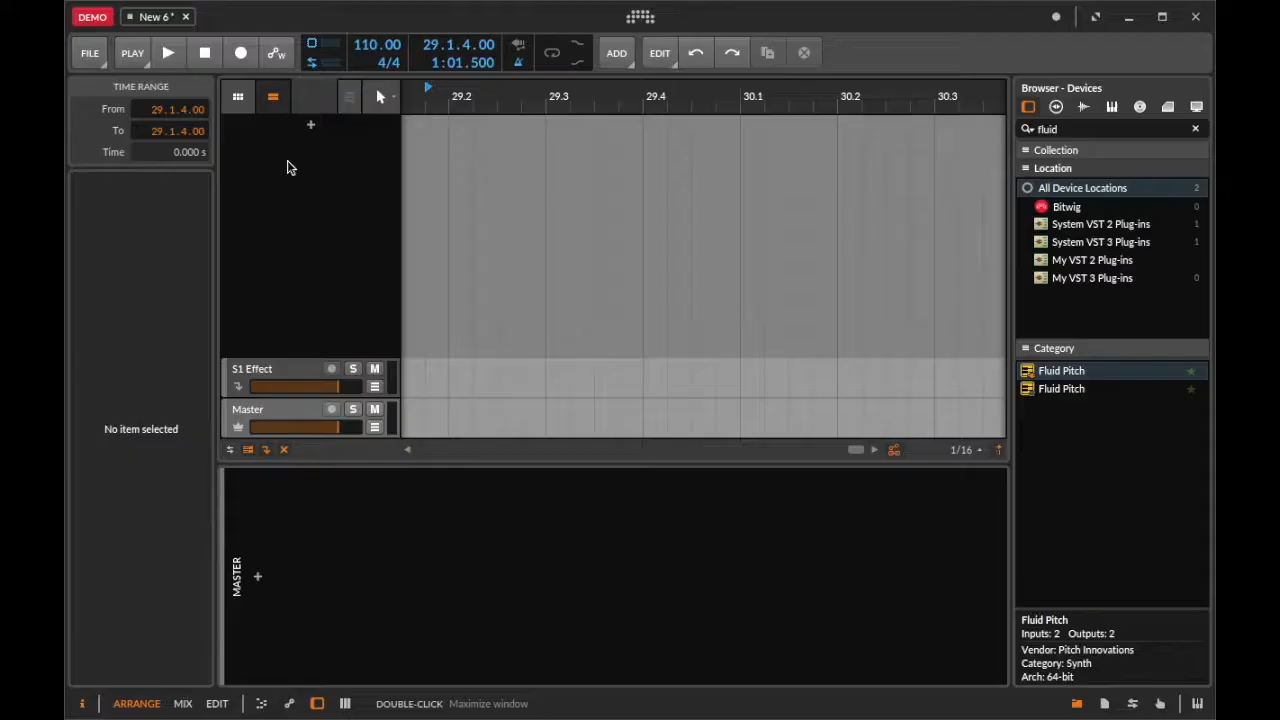 DEMO
New 6*
FILE
PLAY
110.00
4/4
29.1.4.00
1:01.500
ADD
EDIT
TIME RANGE
From 29.1.4.00
To 29.1.4.00
Time 0.000 s
No item selected
29.2 29.3 29.4 30.1 30.2 30.3
S1 Effect S M
Master S M
1/16
MASTER
Browser - Devices
fluid
Collection
Location
All Device Locations 2
Bitwig 0
System VST 2 Plug-ins 1
System VST 3 Plug-ins 1
My VST 2 Plug-ins
My VST 3 Plug-ins 0
Category
Fluid Pitch
Fluid Pitch
Fluid Pitch
Inputs: 2 Outputs: 2
Vendor: Pitch Innovations
Category: Synth
Arch: 64-bit
i
ARRANGE MIX EDIT
DOUBLE-CLICK Maximize window